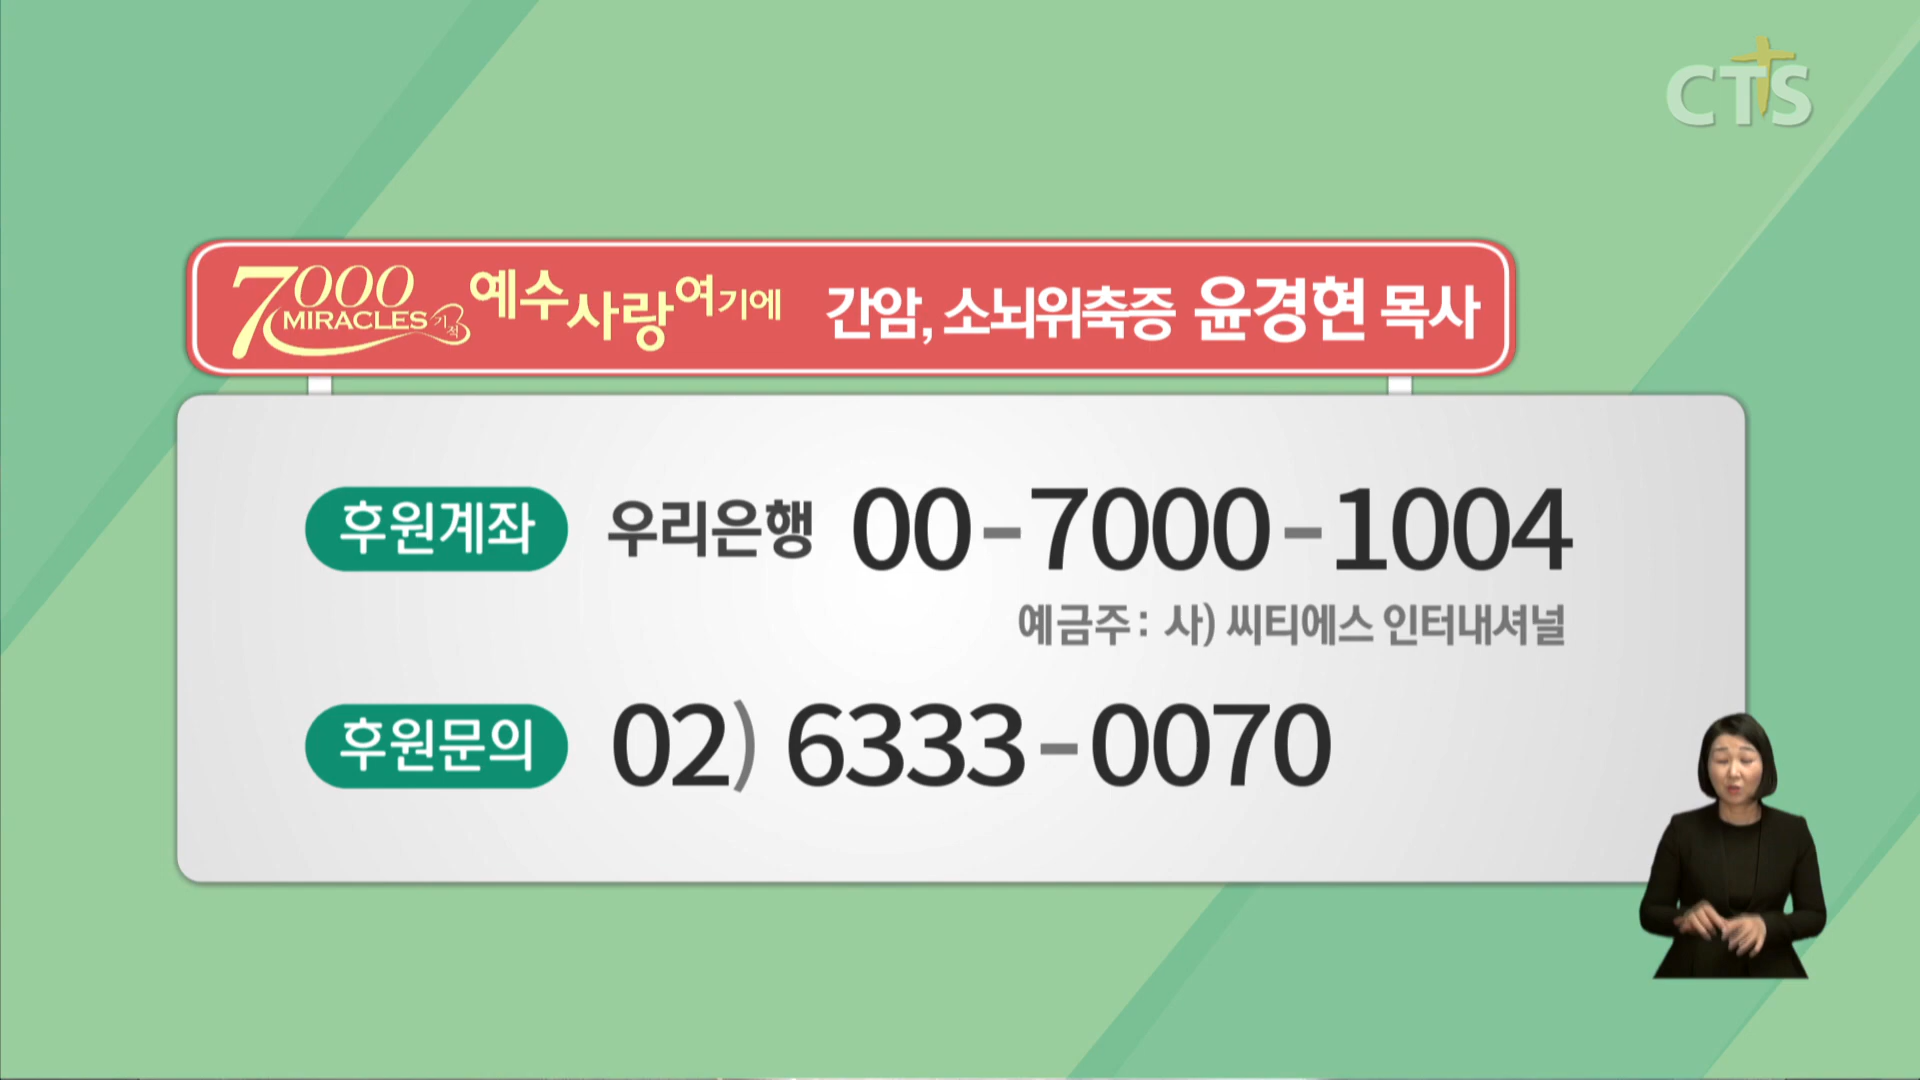 CTS
7000 MIRACLES 기적 예수사랑여기에 간암, 소뇌위축증 윤경현 목사
후원계좌 우리은행 00-7000-1004
예금주 : 사) 씨티에스 인터내셔널
후원문의 02) 6333-0070